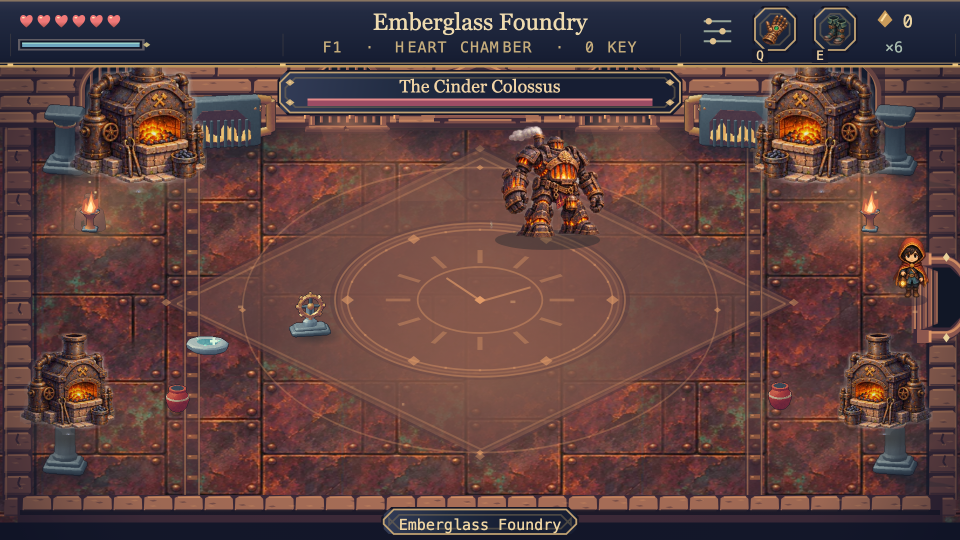 Emberglass Foundry
F1 · HEART CHAMBER · 0 KEY
Q
E
0
×6
The Cinder Colossus
Emberglass Foundry